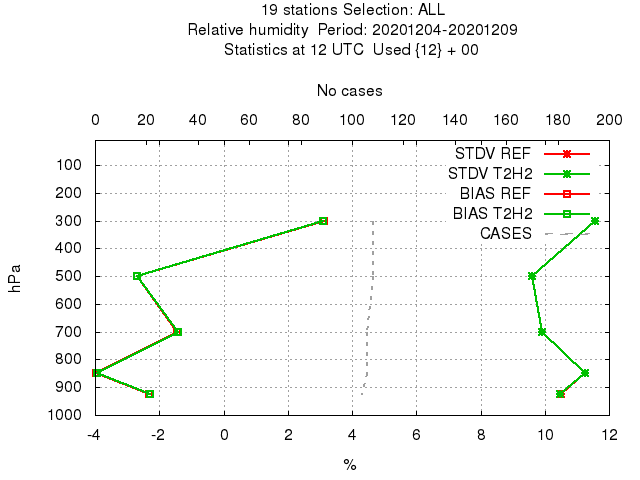 19 stations Selection: ALL
Relative humidity  Period: 20201204-20201209
Statistics at 12 UTC  Used {12} + 00
No cases
0 20 40 60 80 100 120 140 160 180 200
STDV REF
STDV T2H2
BIAS REF
BIAS T2H2
CASES
100
200
300
400
500
600
700
800
900
1000
hPa
-4 -2 0 2 4 6 8 10 12
%